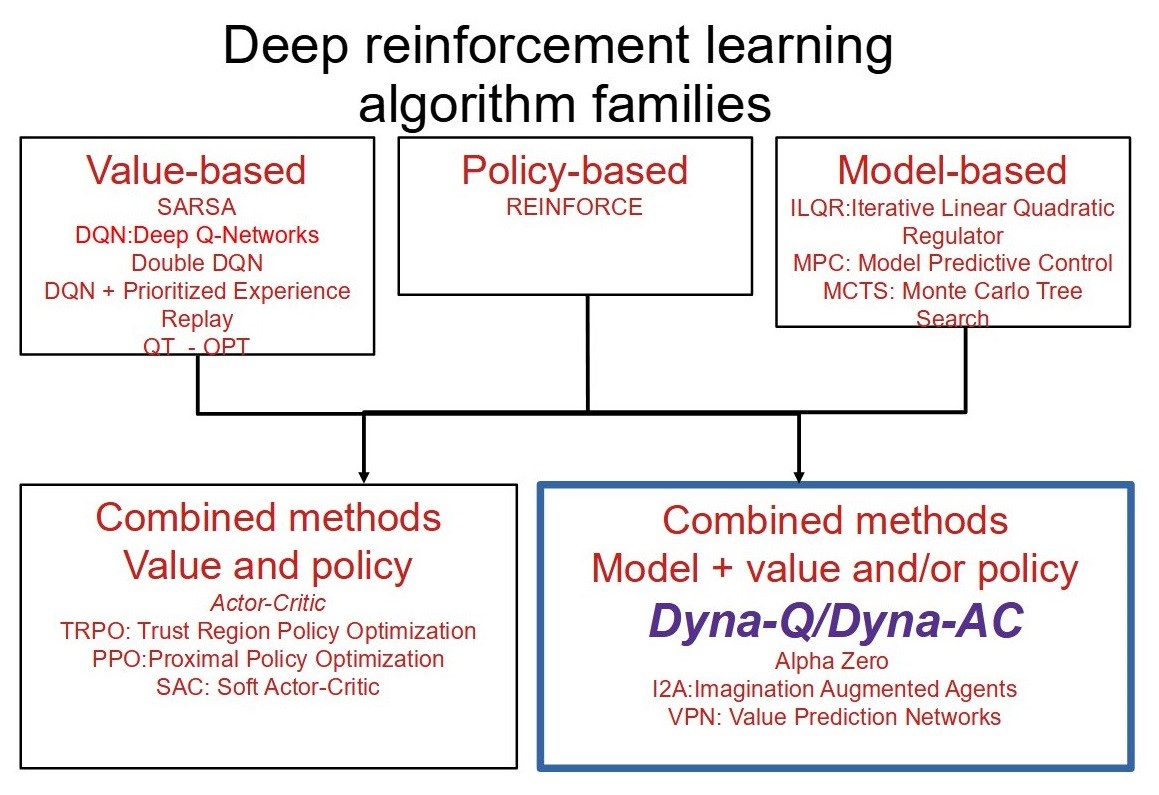 Deep reinforcement learning
algorithm families
Value-based
SARSA
DQN:Deep Q-Networks
Double DQN
DQN + Prioritized Experience
Replay
QT - OPT
Policy-based
REINFORCE
Model-based
ILQR:Iterative Linear Quadratic
Regulator
MPC: Model Predictive Control
MCTS: Monte Carlo Tree
Search
Combined methods
Value and policy
Actor-Critic
TRPO: Trust Region Policy Optimization
PPO:Proximal Policy Optimization
SAC: Soft Actor-Critic
Combined methods
Model + value and/or policy
Dyna-Q/Dyna-AC
Alpha Zero
I2A:Imagination Augmented Agents
VPN: Value Prediction Networks